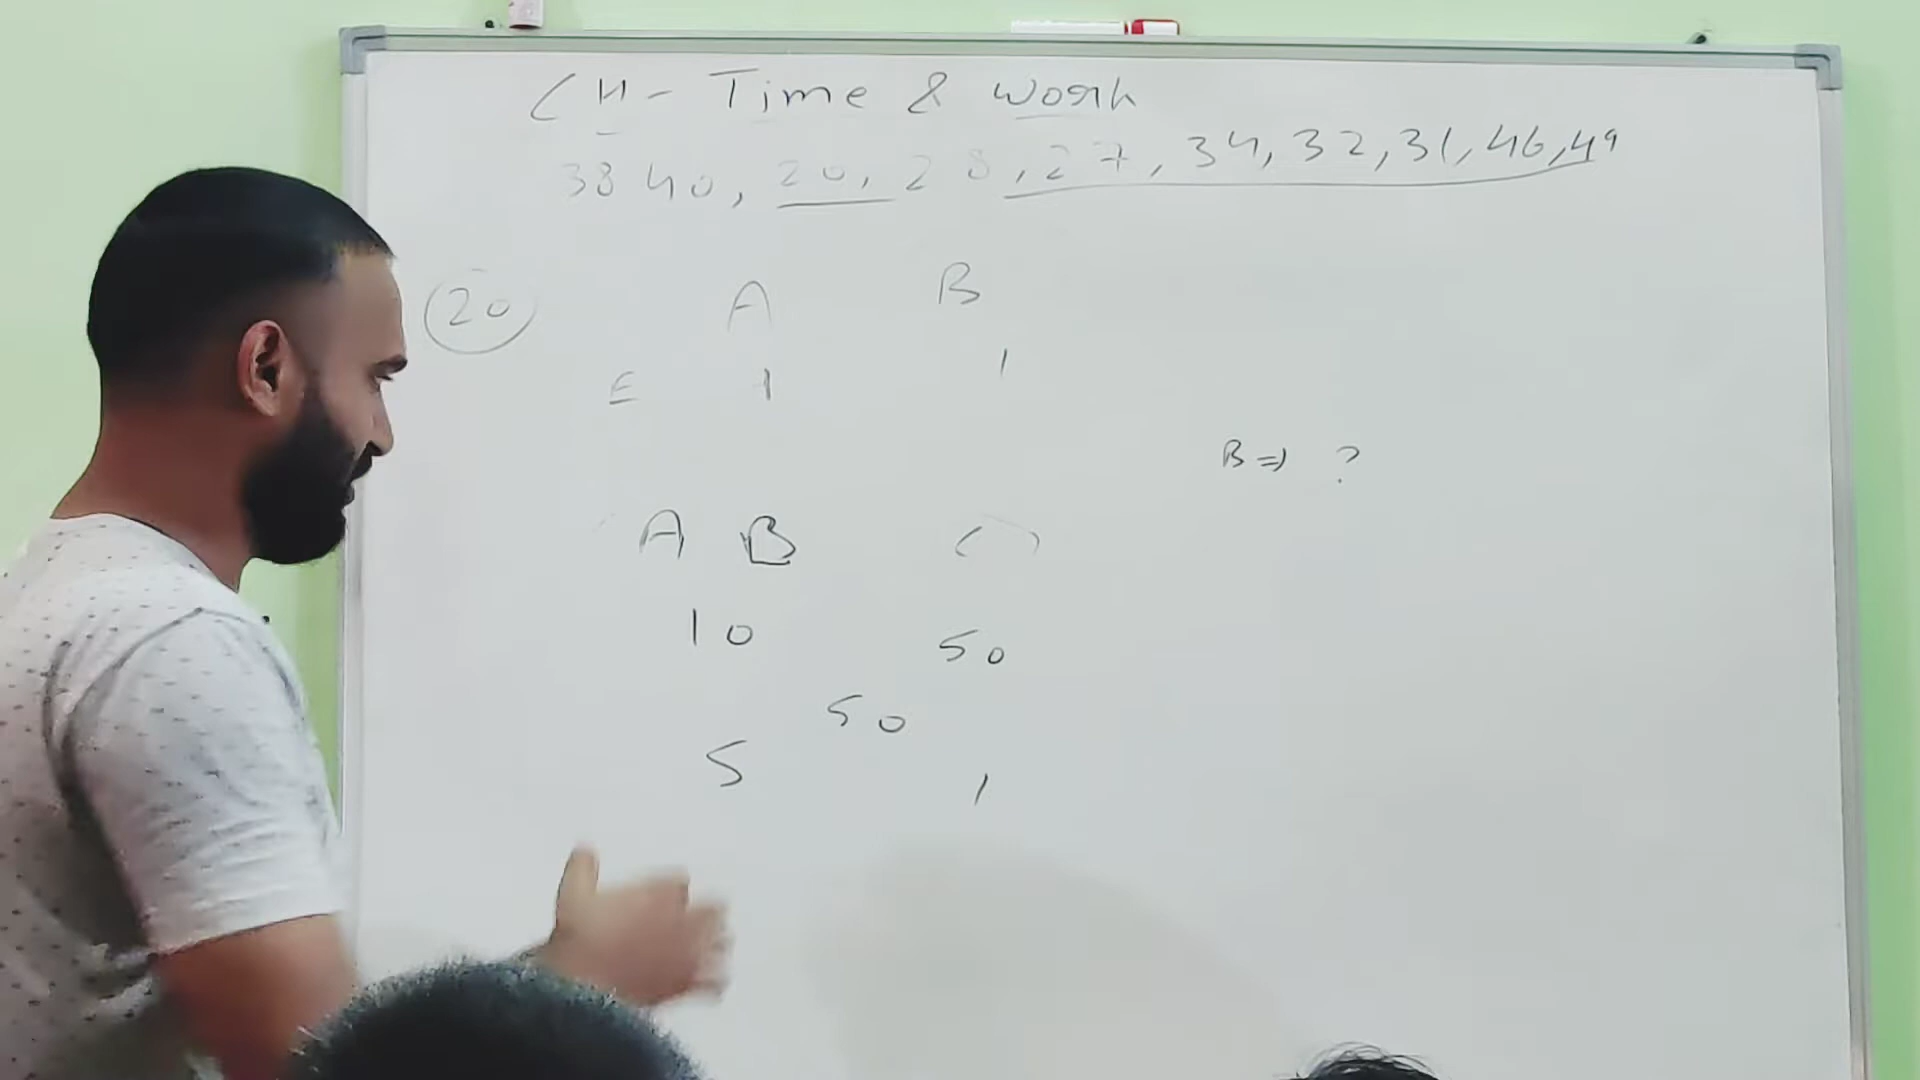 CH - Time & Work
38 40, 20, 28, 27, 34, 32, 31, 46, 49
20 A B
E 1 1
B => ?
A B C
10 50
50
5 1